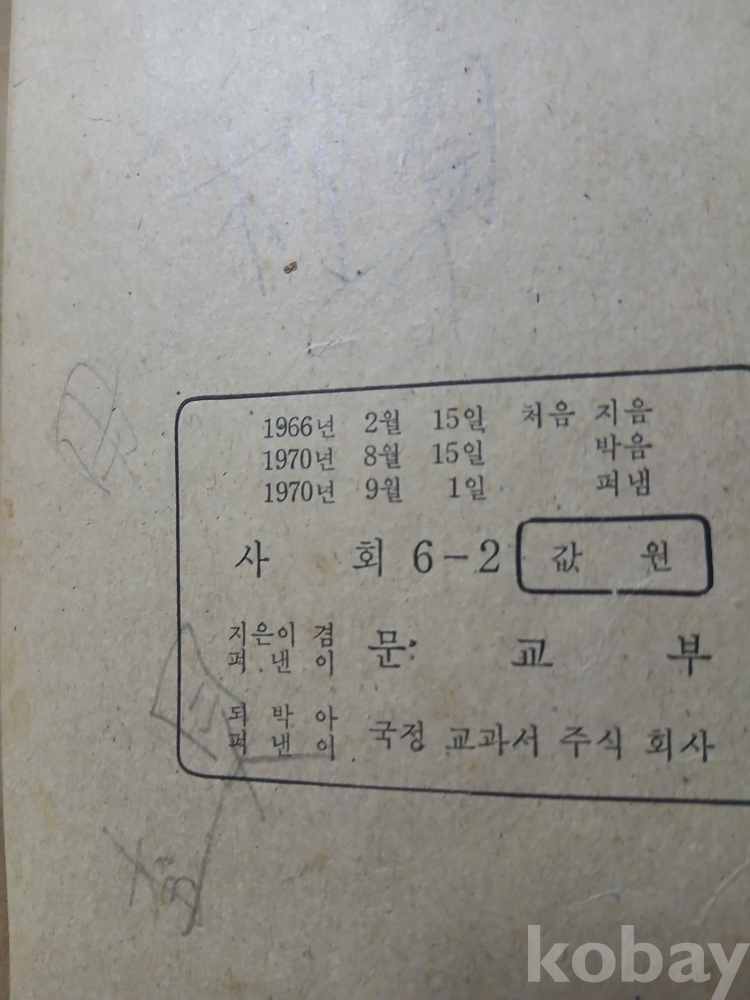 1966년 2월 15일 처음 지음
1970년 8월 15일 박음
1970년 9월 1일 펴냄
사 회 6-2 값 원
지은이 겸
펴 낸 이 문 교 부
되 박 아
펴 낸 이 국정 교과서 주식 회사
kobay